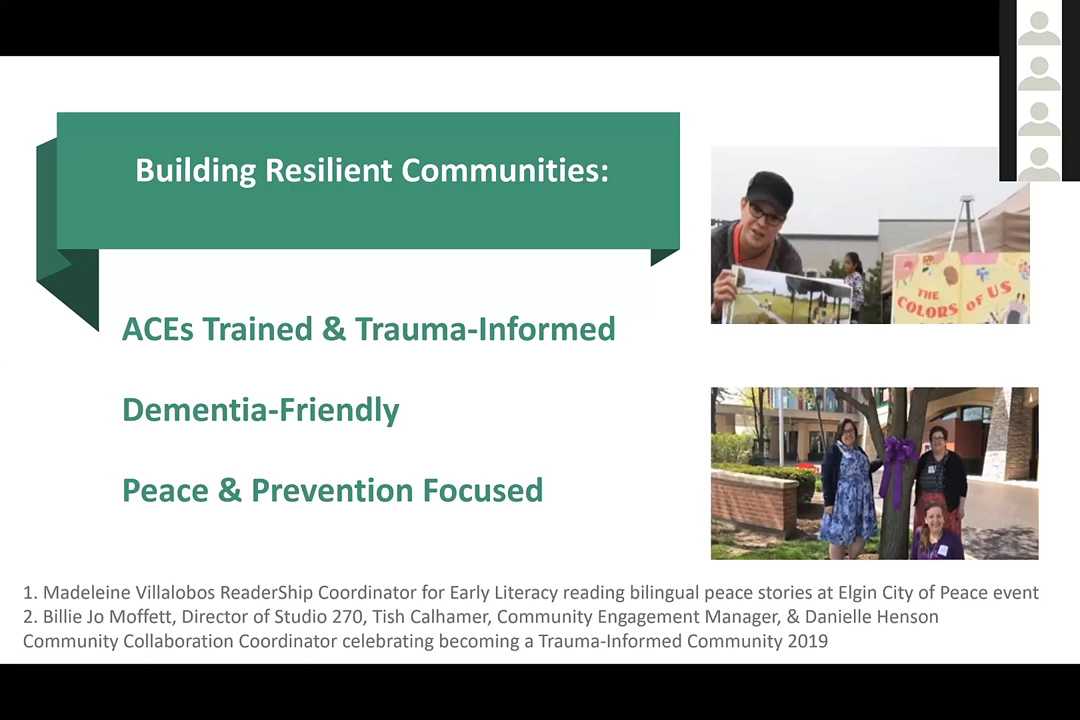 Building Resilient Communities:
ACEs Trained & Trauma-Informed
Dementia-Friendly
Peace & Prevention Focused
THE
COLORS OF US
1. Madeleine Villalobos ReaderShip Coordinator for Early Literacy reading bilingual peace stories at Elgin City of Peace event
2. Billie Jo Moffett, Director of Studio 270, Tish Calhamer, Community Engagement Manager, & Danielle Henson
Community Collaboration Coordinator celebrating becoming a Trauma-Informed Community 2019